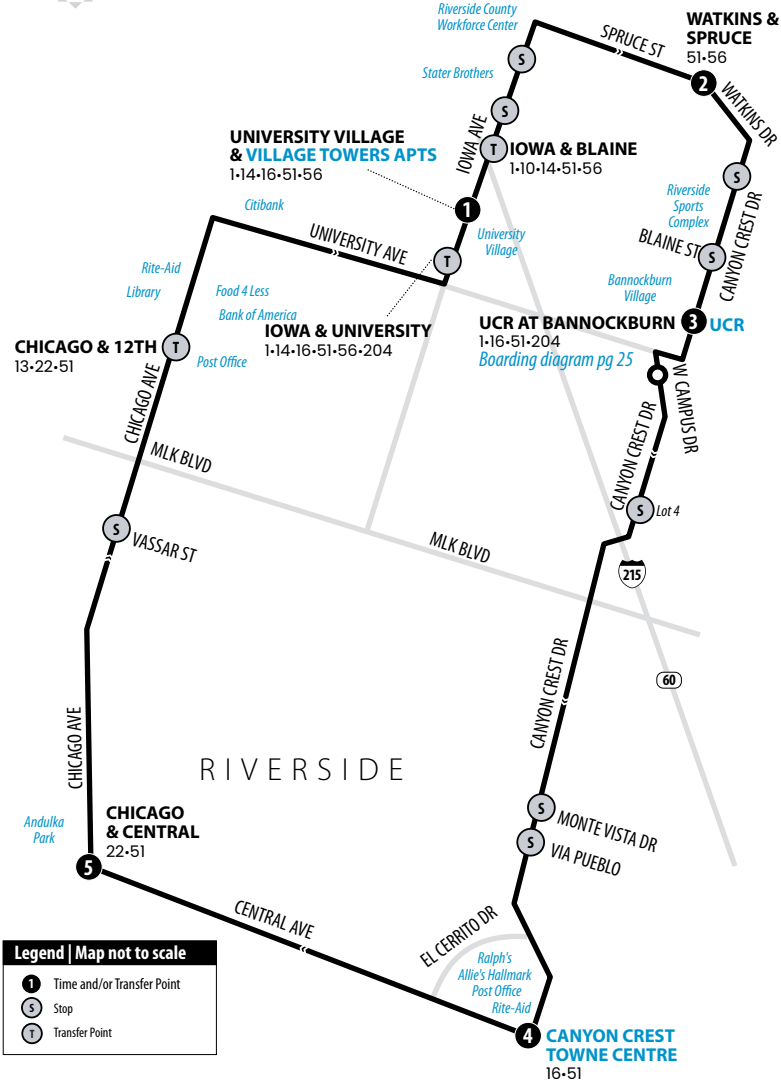 Riverside County
Workforce Center
WATKINS &
SPRUCE
51•56
SPRUCE ST
S
2
Stater Brothers
WATKINS DR
S
IOWA AVE
UNIVERSITY VILLAGE
& VILLAGE TOWERS APTS
1•14•16•51•56
T
IOWA & BLAINE
1•10•14•51•56
S
Riverside
Sports
Complex
CANYON CREST DR
Citibank
1
University
Village
UNIVERSITY AVE
BLAINE ST
S
T
Rite-Aid
Library
Food 4 Less
Bank of America
Bannockburn
Village
IOWA & UNIVERSITY
1•14•16•51•56•204
UCR AT BANNOCKBURN
1•16•51•204
Boarding diagram pg 25
3
UCR
CHICAGO & 12TH
13•22•51
T
Post Office
CHICAGO AVE
W CAMPUS DR
CANYON CREST DR
MLK BLVD
S
Lot 4
S
VASSAR ST
MLK BLVD
215
60
CANYON CREST DR
CHICAGO AVE
RIVERSIDE
S
MONTE VISTA DR
S
VIA PUEBLO
Andulka
Park
CHICAGO
& CENTRAL
22•51
5
CENTRAL AVE
EL CERRITO DR
Ralph's
Allie's Hallmark
Post Office
Rite-Aid
4
CANYON CREST
TOWNE CENTRE
16•51
Legend | Map not to scale
1 Time and/or Transfer Point
S Stop
T Transfer Point